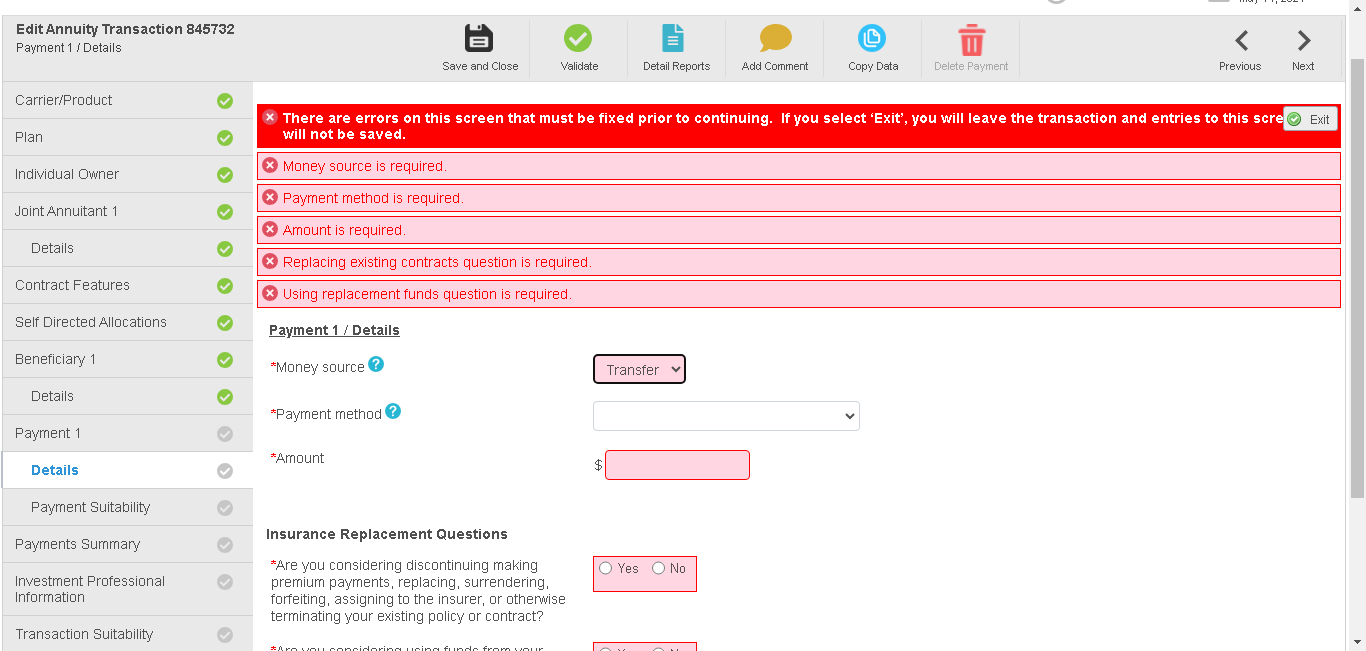 Edit Annuity Transaction 845732
Payment 1 / Details
Save and Close
Validate
Detail Reports
Add Comment
Copy Data
Delete Payment
Previous
Next
Carrier/Product
Plan
Individual Owner
Joint Annuitant 1
Details
Contract Features
Self Directed Allocations
Beneficiary 1
Details
Payment 1
Details
Payment Suitability
Payments Summary
Investment Professional
Information
Transaction Suitability
There are errors on this screen that must be fixed prior to continuing.  If you select ‘Exit’, you will leave the transaction and entries to this scre
will not be saved.
Exit
Money source is required.
Payment method is required.
Amount is required.
Replacing existing contracts question is required.
Using replacement funds question is required.
Payment 1 / Details
*Money source ?
Transfer
*Payment method ?
*Amount
$
Insurance Replacement Questions
*Are you considering discontinuing making
premium payments, replacing, surrendering,
forfeiting, assigning to the insurer, or otherwise
terminating your existing policy or contract?
Yes No
*Are you considering using funds from your